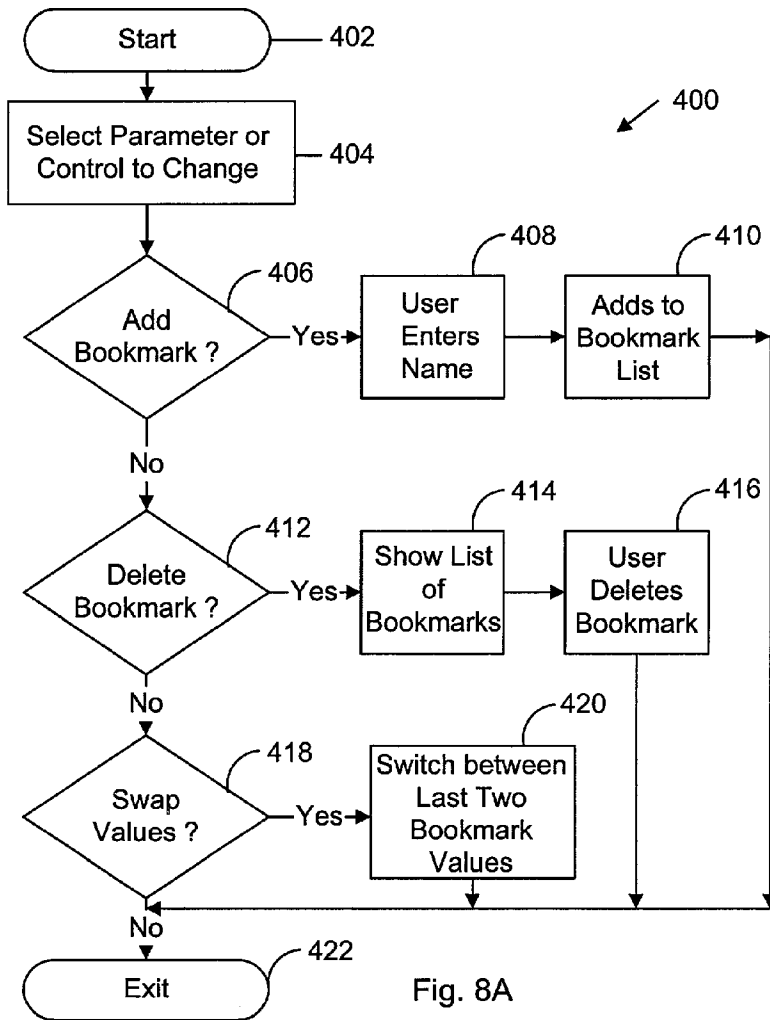 Start
402
400
Select Parameter or
Control to Change
404
406
408
410
Add
Bookmark ?
Yes
User
Enters
Name
Adds to
Bookmark
List
No
412
414
416
Delete
Bookmark ?
Yes
Show List
of
Bookmarks
User
Deletes
Bookmark
No
418
420
Swap
Values ?
Yes
Switch between
Last Two
Bookmark
Values
No
422
Exit
Fig. 8A